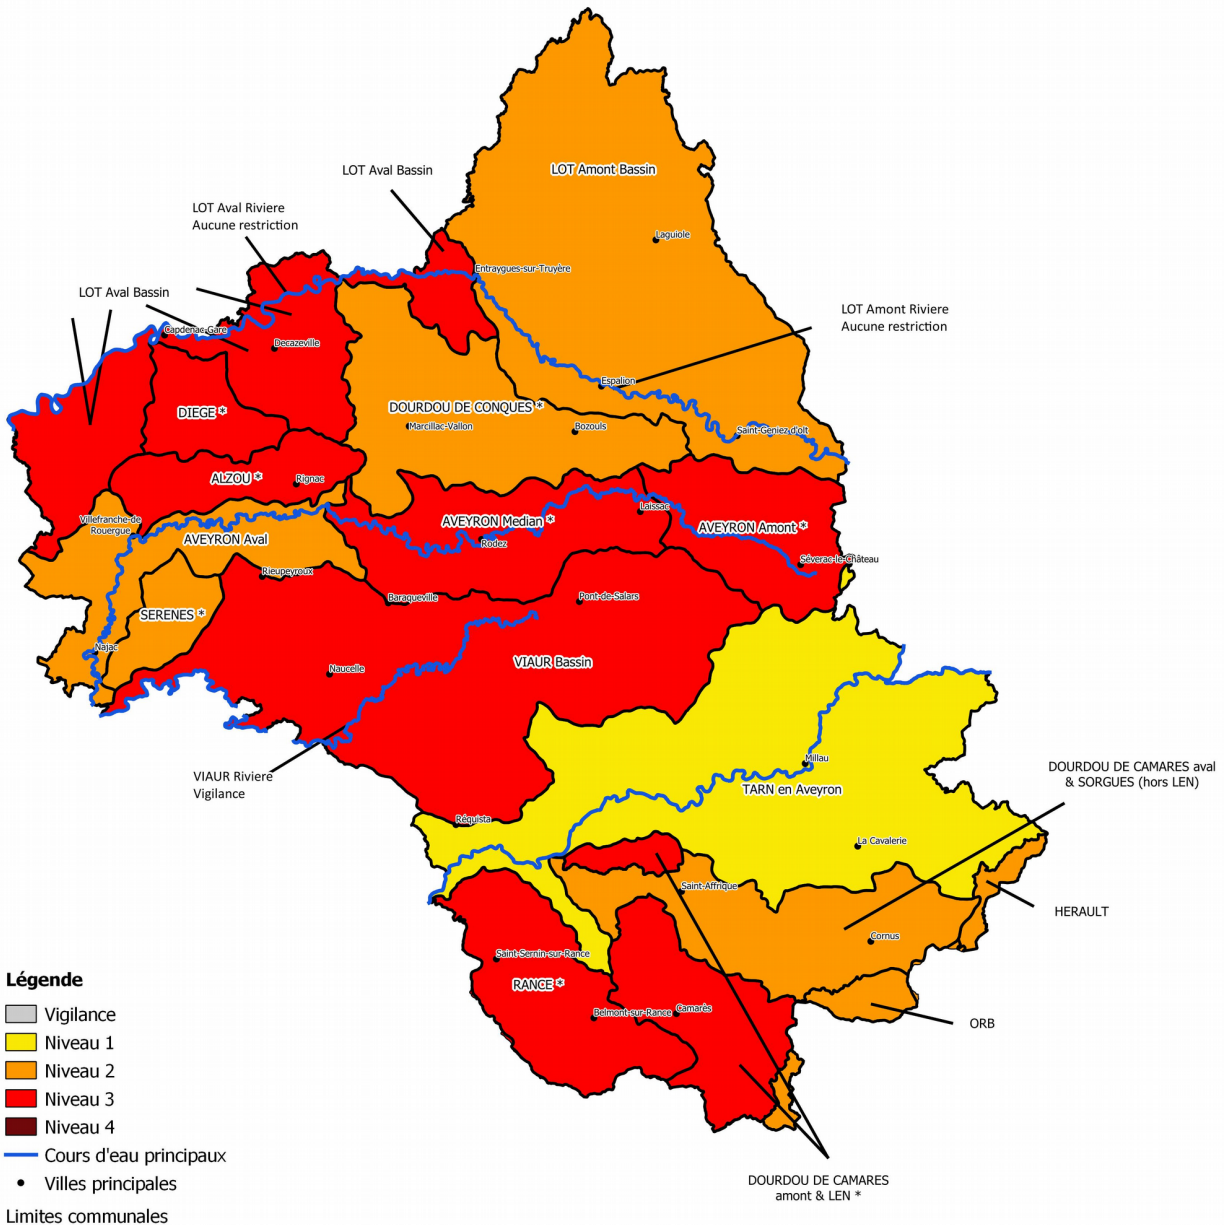 LOT Aval Bassin
LOT Amont Bassin
LOT Aval Riviere
Aucune restriction
Laguiole
Entraygues-sur-Truyère
LOT Aval Bassin
LOT Amont Riviere
Aucune restriction
Capdenac-Gare
Decazeville
Espalion
DIEGE *
DOURDOU DE CONQUES *
Marcillac-Vallon
Bozouls
Saint-Geniez d'olt
ALZOU *
Rignac
Villefranche-de
Rouergue
AVEYRON Aval
AVEYRON Median *
Rodez
Laissac
AVEYRON Amont *
Séverac-le-Château
Rieupeyroux
Baraqueville
Pont-de-Salars
SERENES *
Najac
Naucelle
VIAUR Bassin
VIAUR Riviere
Vigilance
Millau
TARN en Aveyron
DOURDOU DE CAMARES aval
& SORGUES (hors LEN)
Réquista
La Cavalerie
Saint-Affrique
HERAULT
Cornus
Saint-Sernin-sur-Rance
RANCE *
Belmont-sur-Rance
Camarès
ORB
DOURDOU DE CAMARES
amont & LEN *
Légende
Vigilance
Niveau 1
Niveau 2
Niveau 3
Niveau 4
Cours d'eau principaux
Villes principales
Limites communales